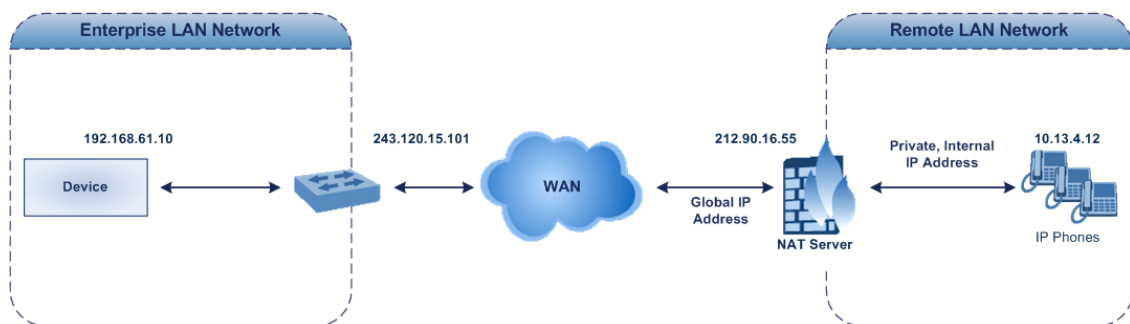 Enterprise LAN Network
Remote LAN Network
192.168.61.10
243.120.15.101
212.90.16.55
Private, Internal
IP Address
10.13.4.12
Device
WAN
Global IP
Address
NAT Server
IP Phones